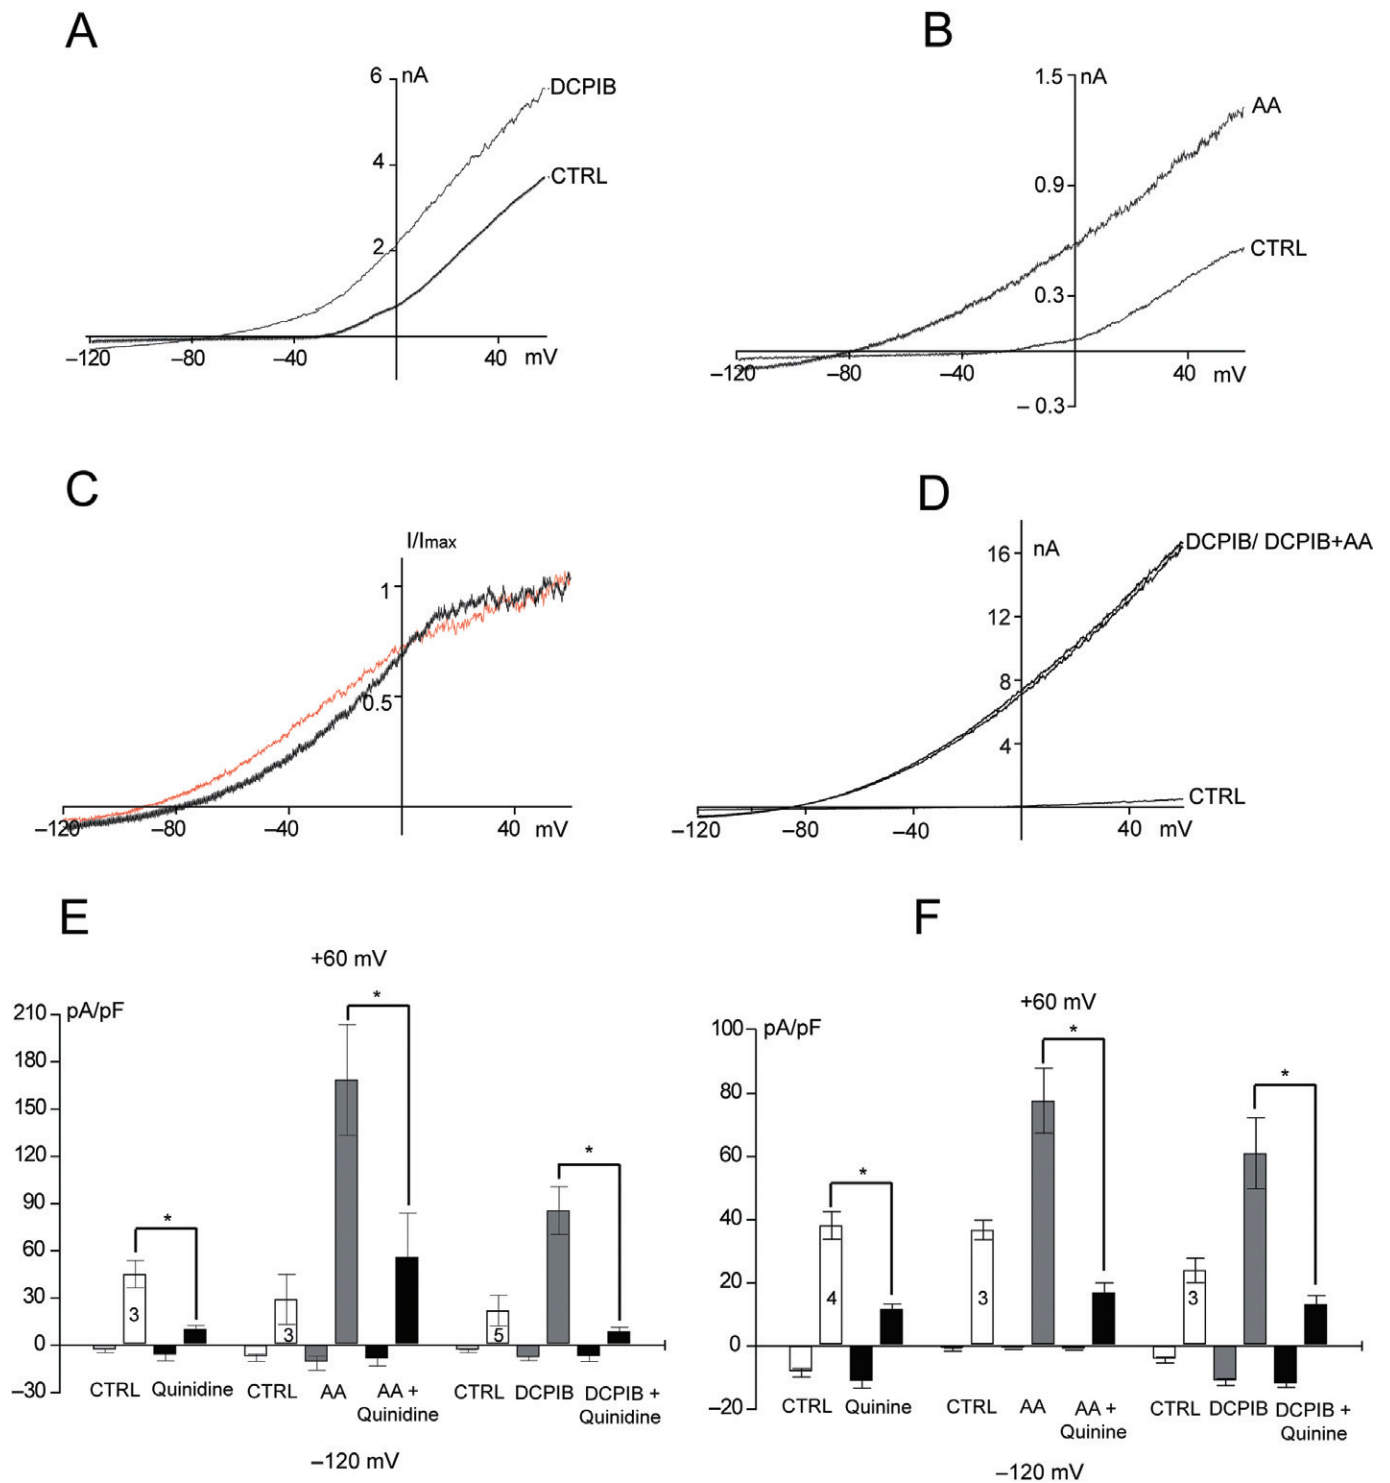 A
6 nA
DCPIB
4
CTRL
2
–120 –80 –40 40 mV
B
1.5 nA
AA
0.9
CTRL
0.3
–120 –80 –40 40 mV
– 0.3
C
I/Imax
1
0.5
–120 –80 –40 40 mV
D
16 nA
DCPIB/ DCPIB+AA
12
8
4
CTRL
–120 –80 –40 40 mV
E
+60 mV
210 pA/pF
*
180
150
120
*
90
*
60
30
3 3 5
0
–30
CTRL Quinidine CTRL AA AA + Quinidine CTRL DCPIB DCPIB + Quinidine
–120 mV
F
+60 mV
100 pA/pF
*
80
*
60
*
40
20
4 3 3
0
–20
CTRL Quinine CTRL AA AA + Quinine CTRL DCPIB DCPIB + Quinine
–120 mV